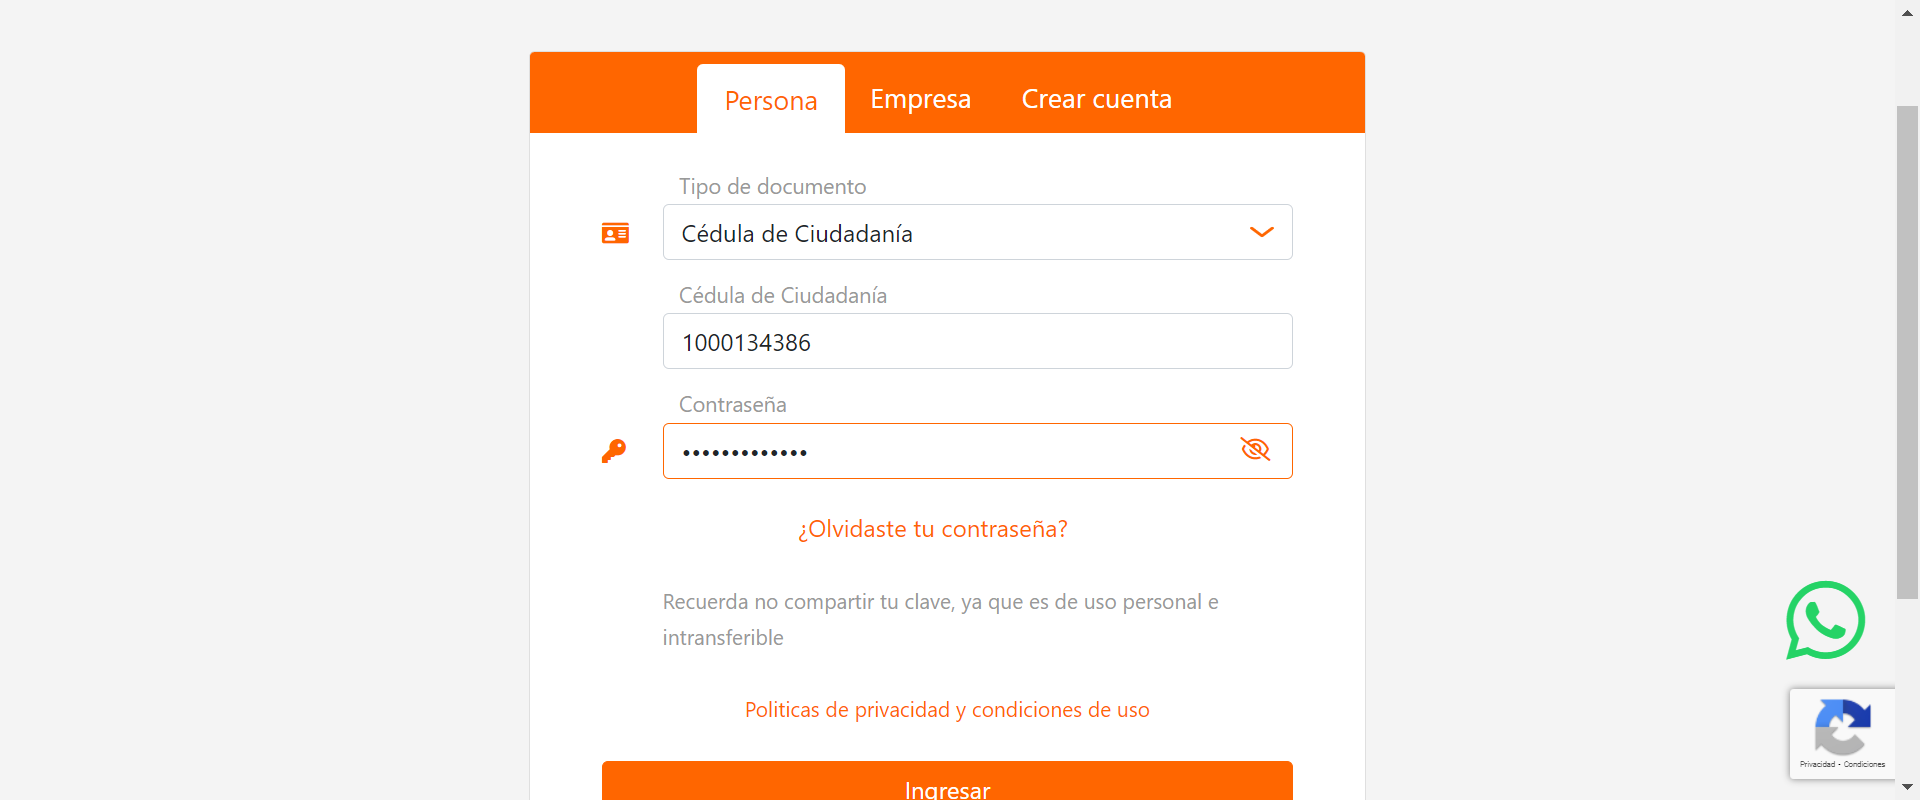 Persona Empresa Crear cuenta
Tipo de documento
Cédula de Ciudadanía
Cédula de Ciudadanía
1000134386
Contraseña
•••••••••••••
¿Olvidaste tu contraseña?
Recuerda no compartir tu clave, ya que es de uso personal e
intransferible
Politicas de privacidad y condiciones de uso
Ingresar
Privacidad - Condiciones